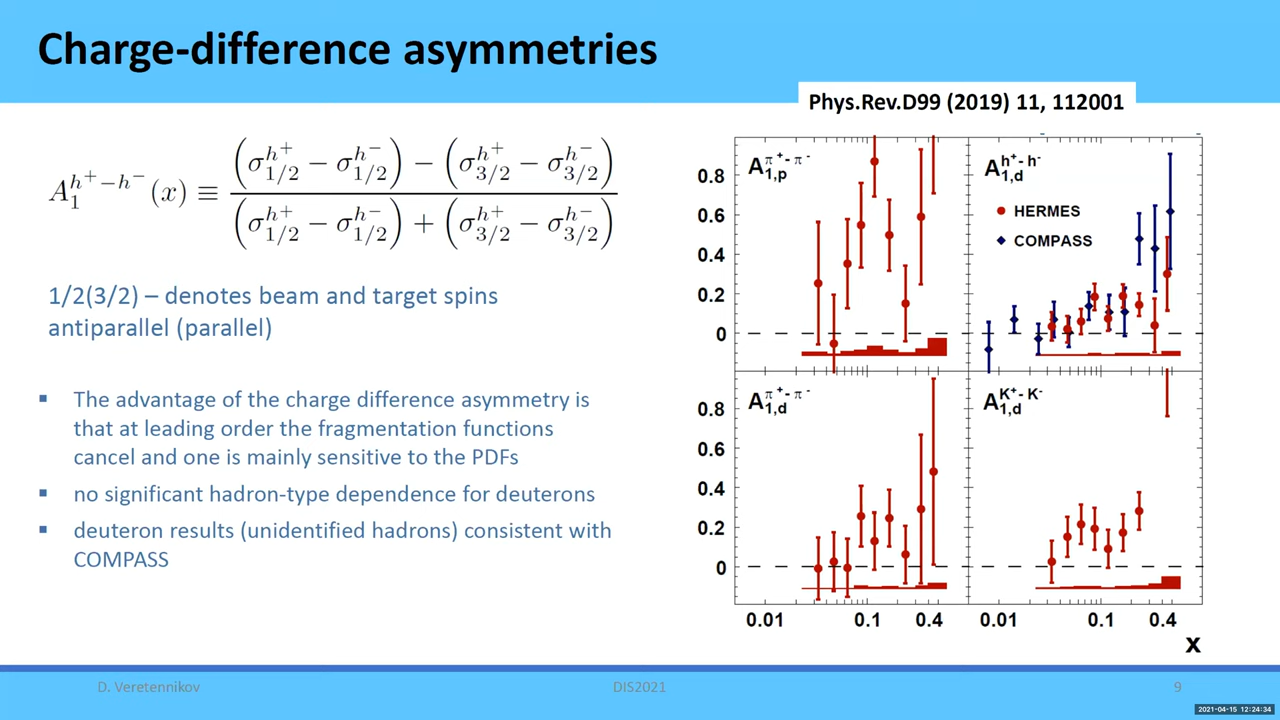 Charge-difference asymmetries
Phys.Rev.D99 (2019) 11, 112001
A_1^{h^+-h^-}(x) ≡ \frac{(σ_{1/2}^{h^+} − σ_{1/2}^{h^-}) − (σ_{3/2}^{h^+} − σ_{3/2}^{h^-})}{(σ_{1/2}^{h^+} − σ_{1/2}^{h^-}) + (σ_{3/2}^{h^+} − σ_{3/2}^{h^-})}
1/2(3/2) – denotes beam and target spins
antiparallel (parallel)
▪ The advantage of the charge difference asymmetry is
that at leading order the fragmentation functions
cancel and one is mainly sensitive to the PDFs
▪ no significant hadron-type dependence for deuterons
▪ deuteron results (unidentified hadrons) consistent with
COMPASS
A_{1,p}^{π^+-π^-}
A_{1,d}^{h^+-h^-}
HERMES
COMPASS
0.8
0.6
0.4
0.2
0
A_{1,d}^{π^+-π^-}
A_{1,d}^{K^+-K^-}
0.8
0.6
0.4
0.2
0
0.01 0.1 0.4 0.01 0.1 0.4
x
D. Veretennikov DIS2021 9
2021-04-15 12:24:34